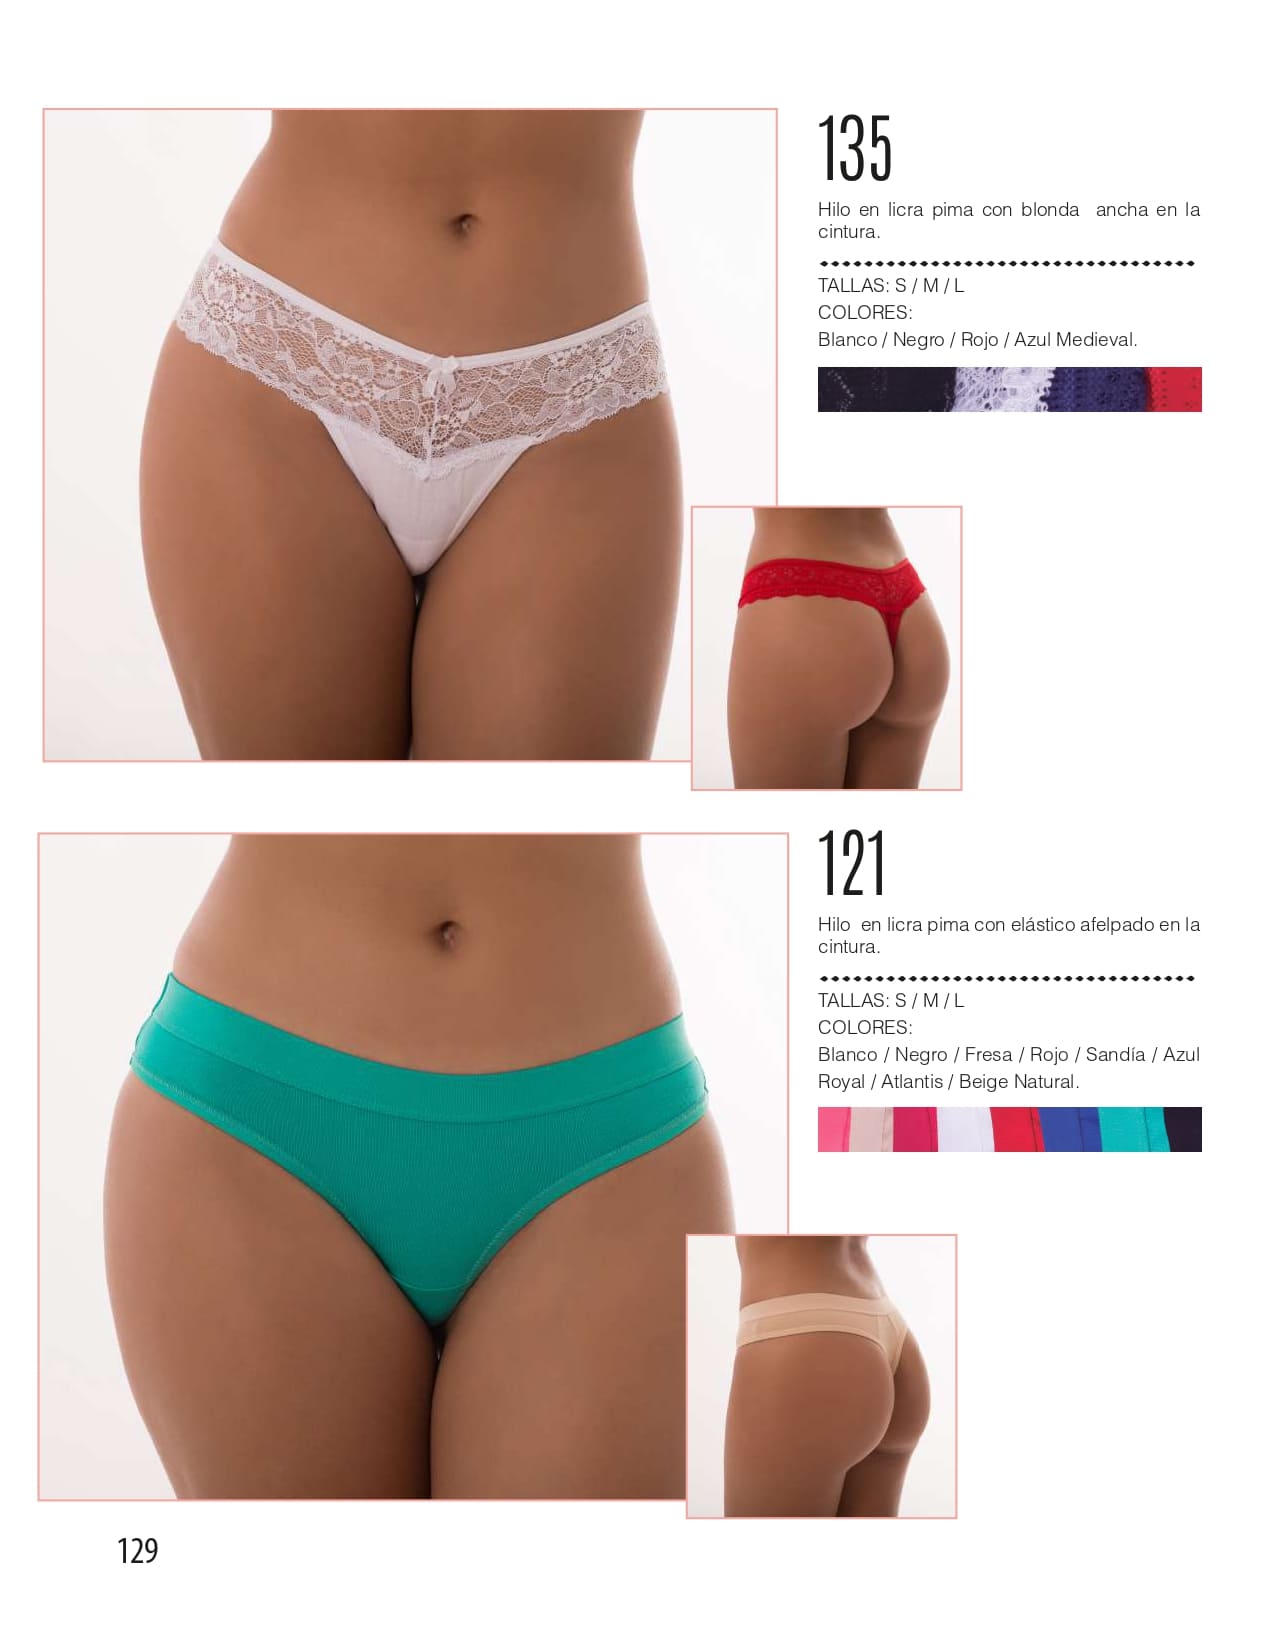 135
Hilo en licra pima con blonda ancha en la
cintura.
TALLAS: S / M / L
COLORES:
Blanco / Negro / Rojo / Azul Medieval.
121
Hilo en licra pima con elástico afelpado en la
cintura.
TALLAS: S / M / L
COLORES:
Blanco / Negro / Fresa / Rojo / Sandía / Azul
Royal / Atlantis / Beige Natural.
129